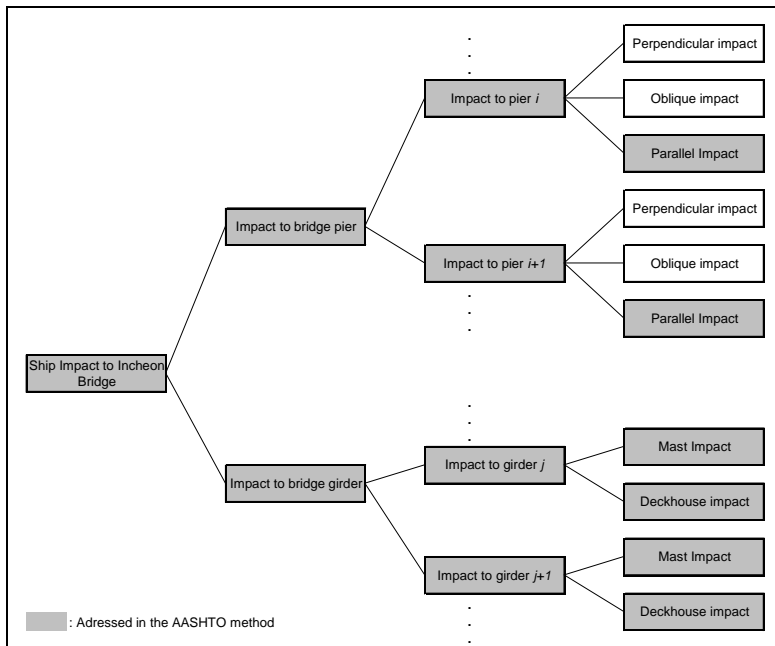 Perpendicular impact
Impact to pier i
Oblique impact
Parallel Impact
Perpendicular impact
Impact to bridge pier
Impact to pier i+1
Oblique impact
Parallel Impact
Ship Impact to Incheon
Bridge
Mast Impact
Impact to girder j
Impact to bridge girder
Deckhouse impact
Mast Impact
Impact to girder j+1
Deckhouse impact
: Adressed in the AASHTO method